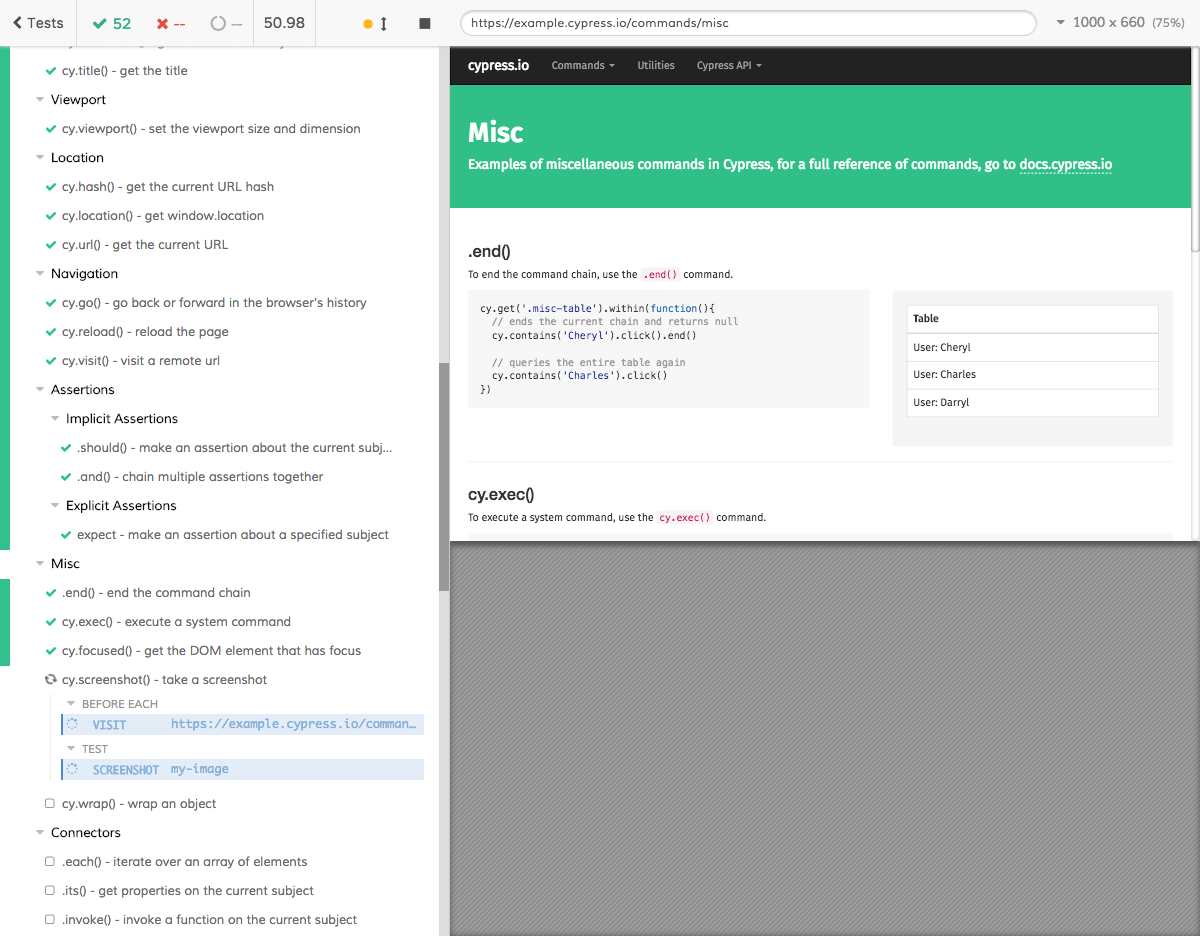 Tests
52
--
--
50.98
https://example.cypress.io/commands/misc
1000 x 660 (75%)
cy.title() - get the title
Viewport
cy.viewport() - set the viewport size and dimension
Location
cy.hash() - get the current URL hash
cy.location() - get window.location
cy.url() - get the current URL
Navigation
cy.go() - go back or forward in the browser's history
cy.reload() - reload the page
cy.visit() - visit a remote url
Assertions
Implicit Assertions
.should() - make an assertion about the current subj...
.and() - chain multiple assertions together
Explicit Assertions
expect - make an assertion about a specified subject
Misc
.end() - end the command chain
cy.exec() - execute a system command
cy.focused() - get the DOM element that has focus
cy.screenshot() - take a screenshot
BEFORE EACH
VISIT https://example.cypress.io/comman...
TEST
SCREENSHOT my-image
cy.wrap() - wrap an object
Connectors
.each() - iterate over an array of elements
.its() - get properties on the current subject
.invoke() - invoke a function on the current subject
cypress.io Commands Utilities Cypress API
Misc
Examples of miscellaneous commands in Cypress, for a full reference of commands, go to docs.cypress.io
.end()
To end the command chain, use the .end() command.
cy.get('.misc-table').within(function(){
// ends the current chain and returns null
cy.contains('Cheryl').click().end()
// queries the entire table again
cy.contains('Charles').click()
})
Table
User: Cheryl
User: Charles
User: Darryl
cy.exec()
To execute a system command, use the cy.exec() command.